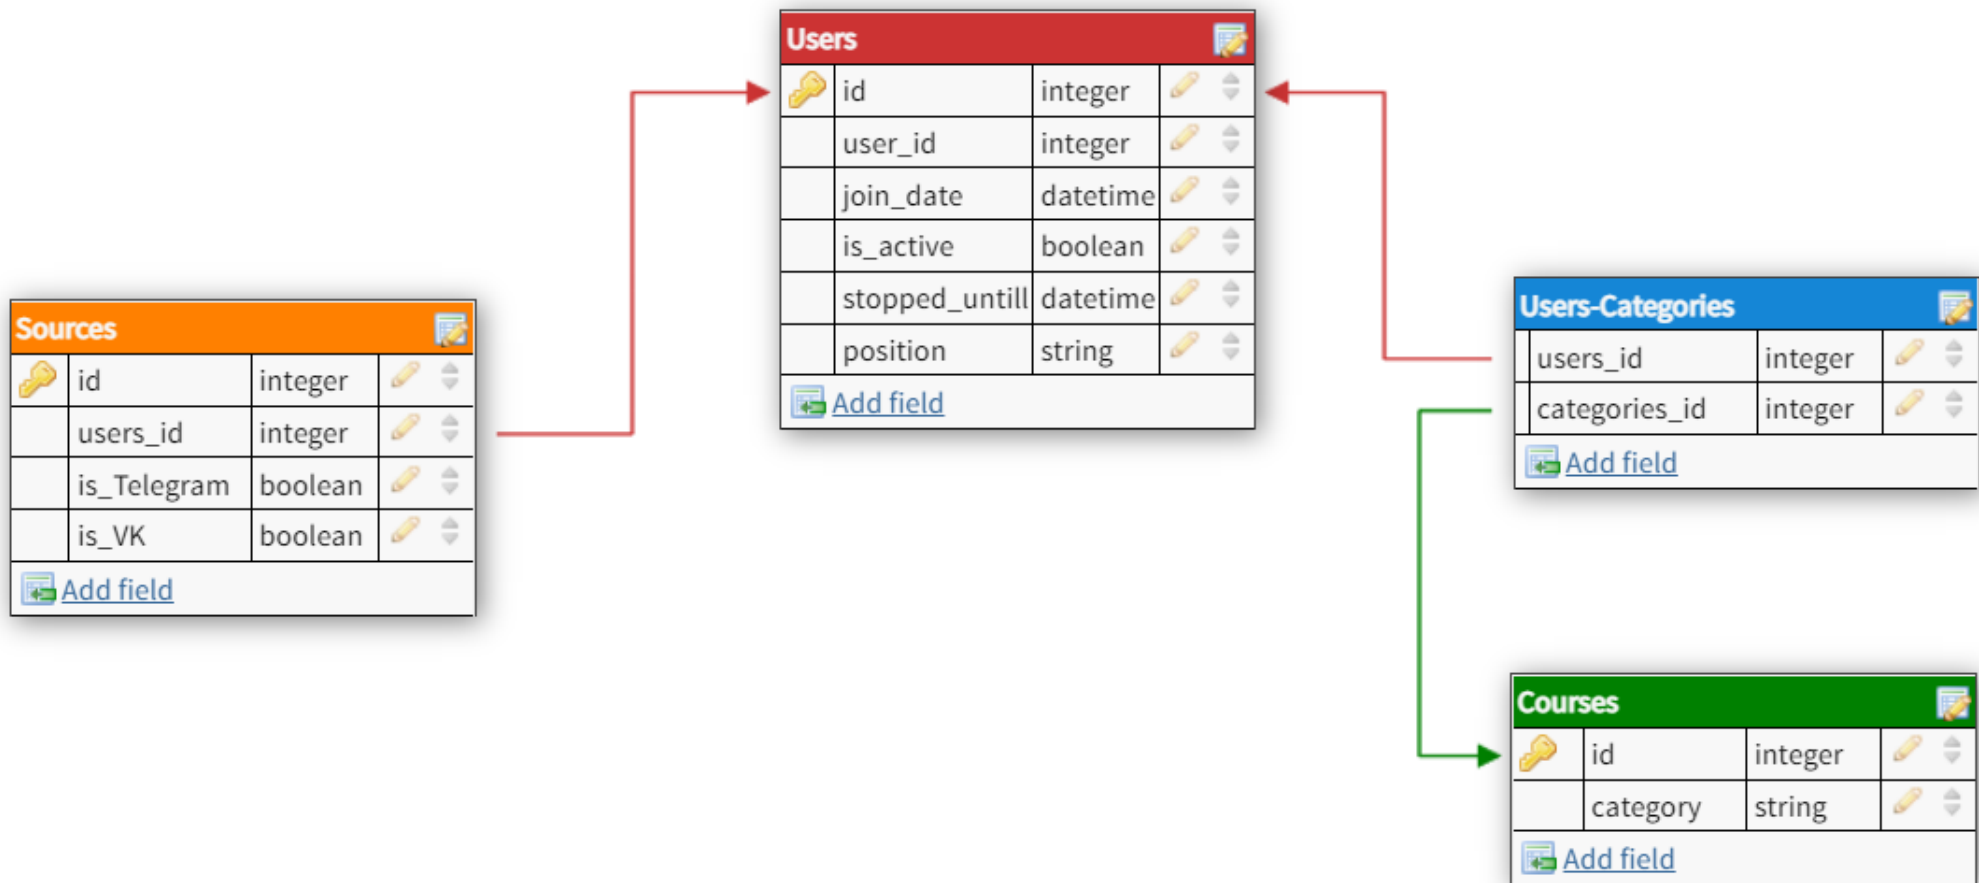 Users
id integer
user_id integer
join_date datetime
is_active boolean
stopped_untill datetime
position string
Add field
Sources
id integer
users_id integer
is_Telegram boolean
is_VK boolean
Add field
Users-Categories
users_id integer
categories_id integer
Add field
Courses
id integer
category string
Add field